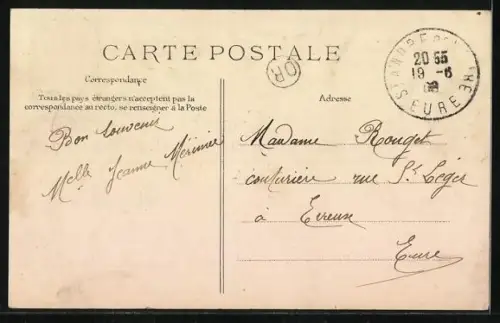 CARTE POSTALE
Correspondance
Tous les pays étrangers n'acceptent pas la
correspondance au recto, se renseigner à la Poste
Adresse
OR
20 55
19 - 6
EURE
Bon souvenir
Melle Jeanne
Madame Rouget
couturière rue St Léger
à Evreux
Eure